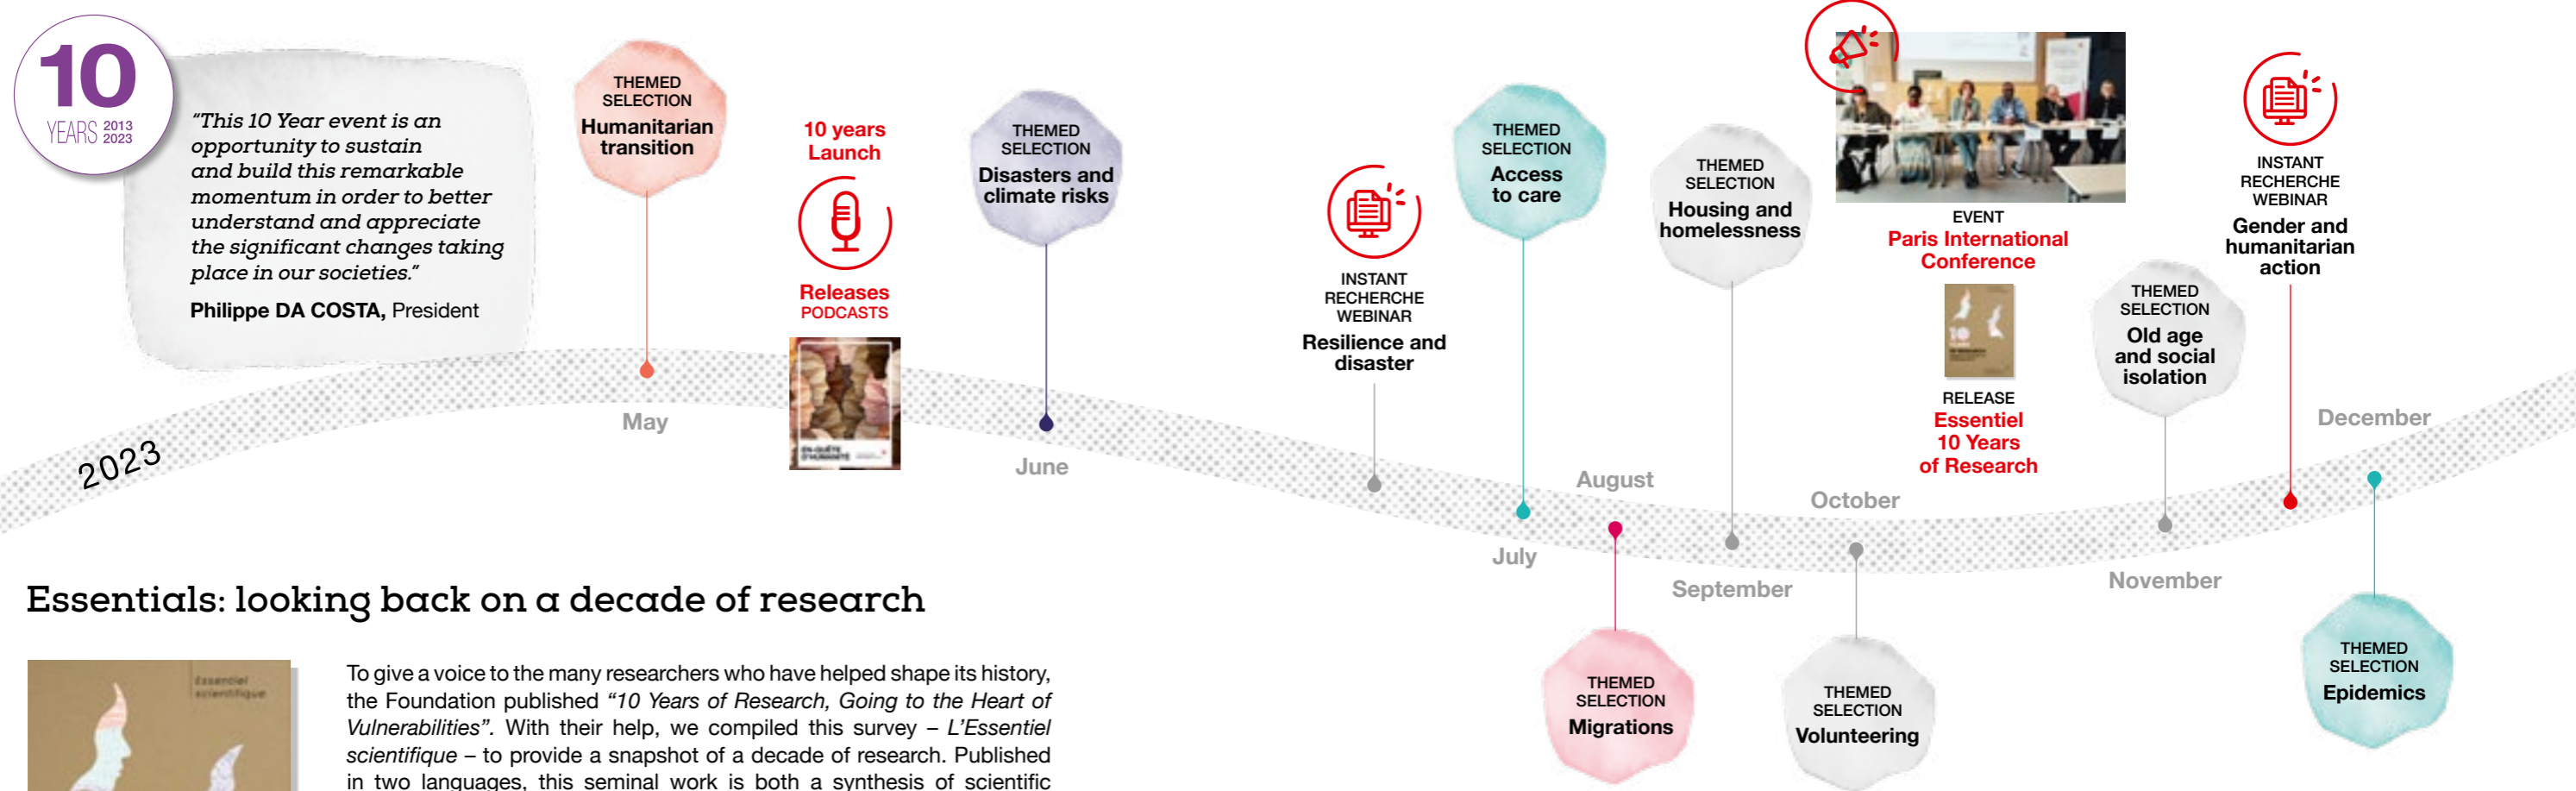 10
YEARS 2013
2023
“This 10 Year event is an
opportunity to sustain
and build this remarkable
momentum in order to better
understand and appreciate
the significant changes taking
place in our societies.”
Philippe DA COSTA, President
2023
THEMED
SELECTION
Humanitarian
transition
May
10 years
Launch
Releases
PODCASTS
EN QUÊTE
D'HUMANITÉ
THEMED
SELECTION
Disasters and
climate risks
June
INSTANT
RECHERCHE
WEBINAR
Resilience and
disaster
THEMED
SELECTION
Access
to care
July
August
THEMED
SELECTION
Migrations
THEMED
SELECTION
Housing and
homelessness
September
October
THEMED
SELECTION
Volunteering
EVENT
Paris International
Conference
10
RELEASE
Essentiel
10 Years
of Research
THEMED
SELECTION
Old age
and social
isolation
November
INSTANT
RECHERCHE
WEBINAR
Gender and
humanitarian
action
December
THEMED
SELECTION
Epidemics
Essentials: looking back on a decade of research
Essentiel
scientifique
To give a voice to the many researchers who have helped shape its history,
the Foundation published “10 Years of Research, Going to the Heart of
Vulnerabilities”. With their help, we compiled this survey – L’Essentiel
scientifique – to provide a snapshot of a decade of research. Published
in two languages, this seminal work is both a synthesis of scientific